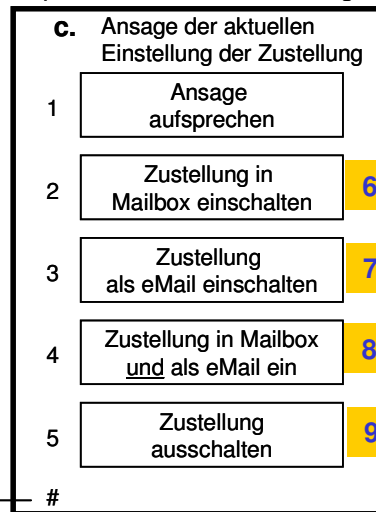 c. Ansage der aktuellen
Einstellung der Zustellung
1 Ansage
aufsprechen
2 Zustellung in
Mailbox einschalten 6
3 Zustellung
als eMail einschalten 7
4 Zustellung in Mailbox
und als eMail ein 8
5 Zustellung
ausschalten 9
#